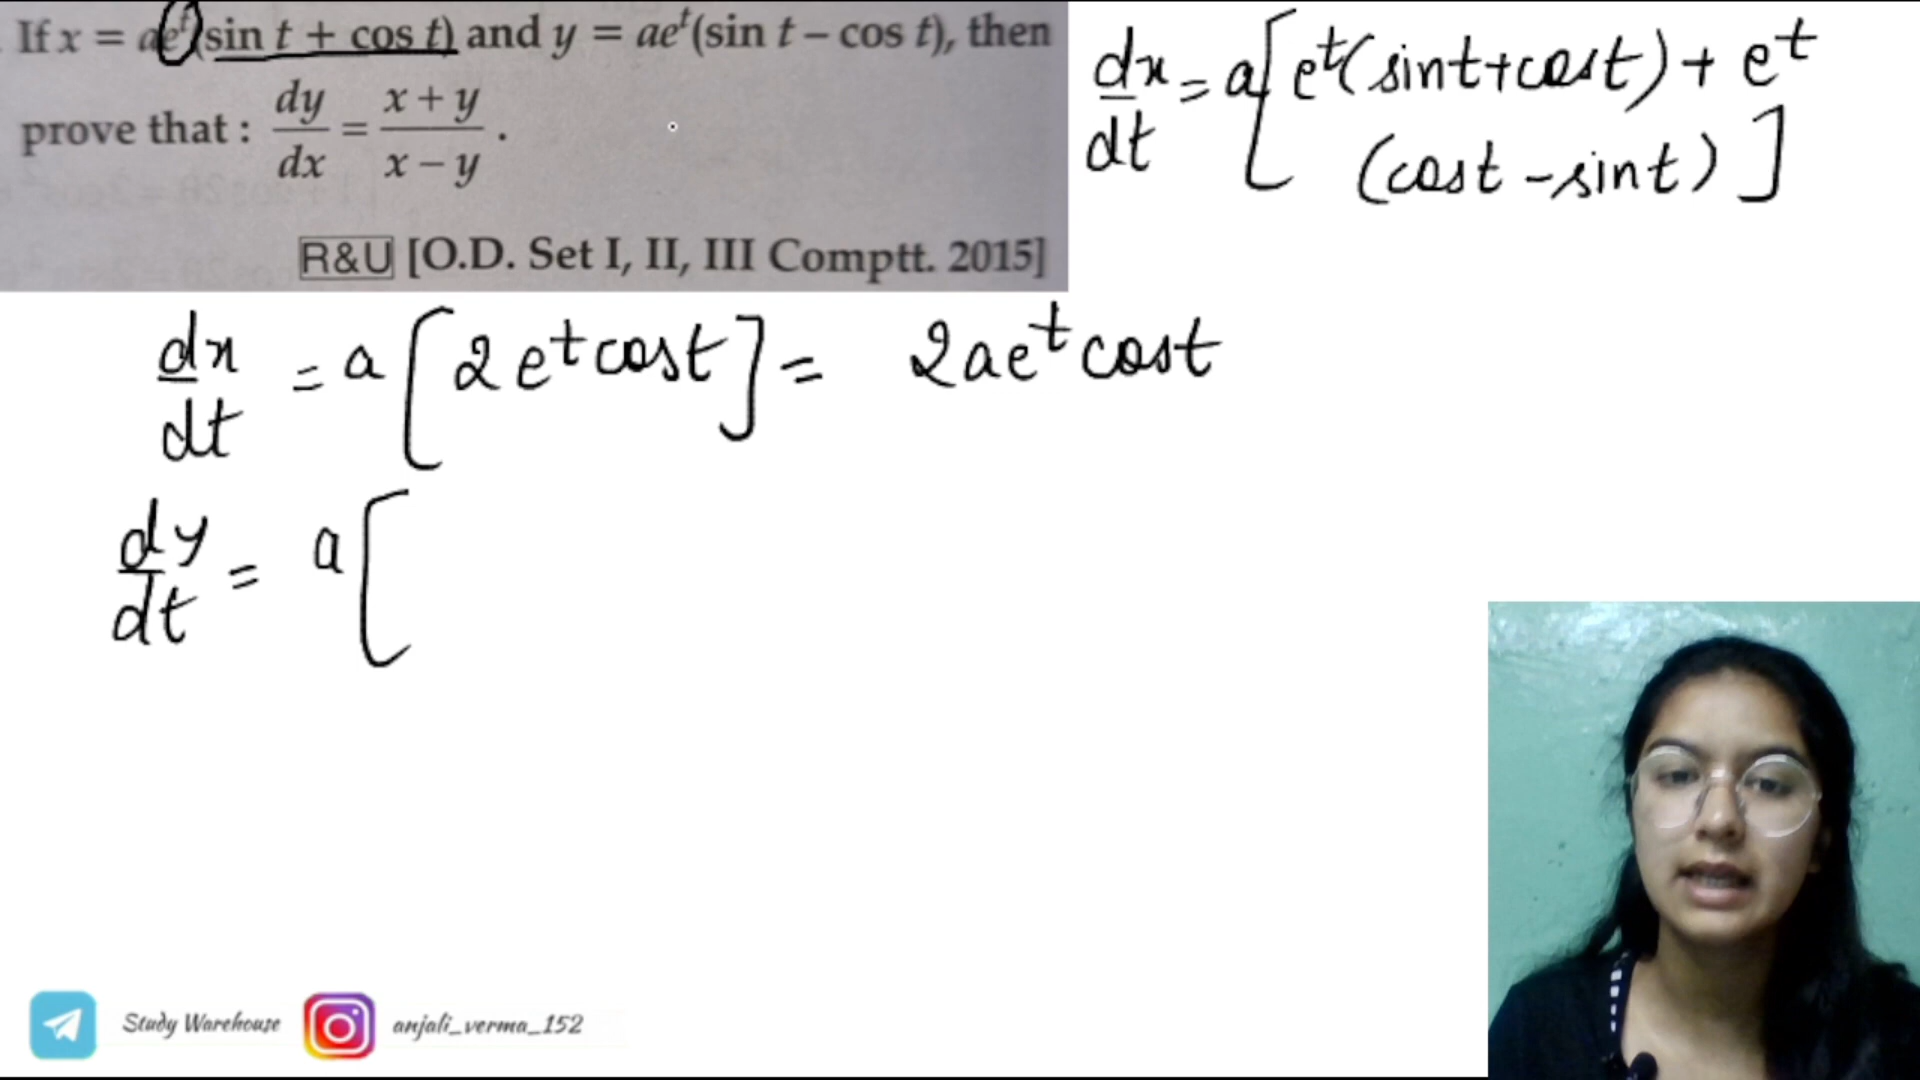 If x = ae^t(sin t + cos t) and y = ae^t(sin t – cos t), then
prove that : dy/dx = x + y/x – y .
R&U [O.D. Set I, II, III Comptt. 2015]
dx/dt = a[e^t(sint+cost) + e^t
(cost - sint)]
dx/dt = a[2e^t cost] = 2ae^t cost
dy/dt = a[
Study Warehouse
anjali_verma_152